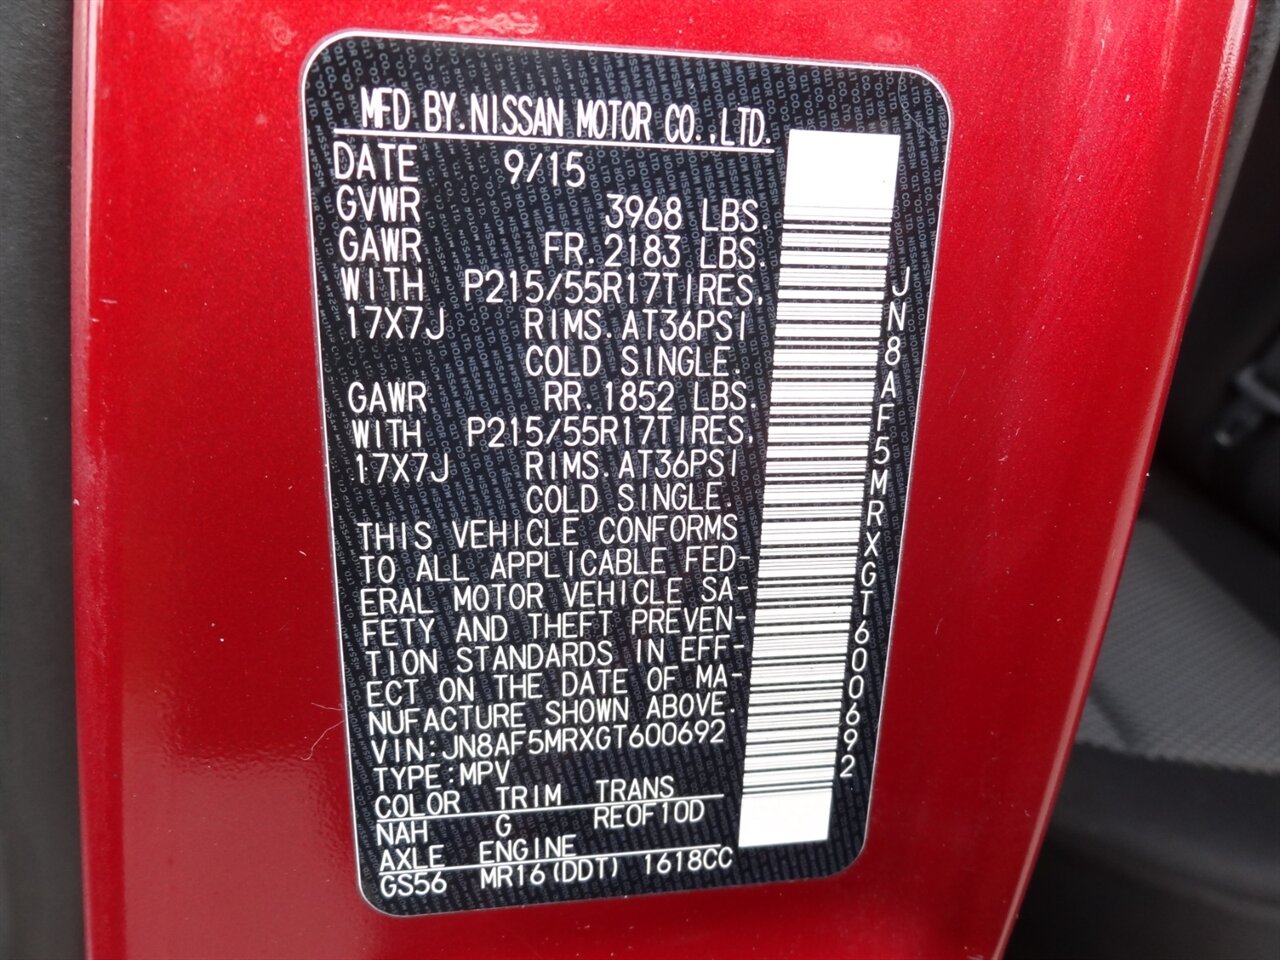 MFD BY.NISSAN MOTOR CO.,LTD.
DATE 9/15
GVWR 3968 LBS.
GAWR FR.2183 LBS.
WITH P215/55R17TIRES.
17X7J RIMS.AT36PSI
COLD SINGLE.
GAWR RR.1852 LBS.
WITH P215/55R17TIRES.
17X7J RIMS.AT36PSI
COLD SINGLE.
THIS VEHICLE CONFORMS
TO ALL APPLICABLE FED-
ERAL MOTOR VEHICLE SA-
FETY AND THEFT PREVEN-
TION STANDARDS IN EFF-
ECT ON THE DATE OF MA-
NUFACTURE SHOWN ABOVE.
VIN:JN8AF5MRXGT600692
TYPE:MPV
COLOR TRIM TRANS
NAH G RE0F10D
AXLE ENGINE
GS56 MR16(DDT) 1618CC
JN8AF5MRXGT600692